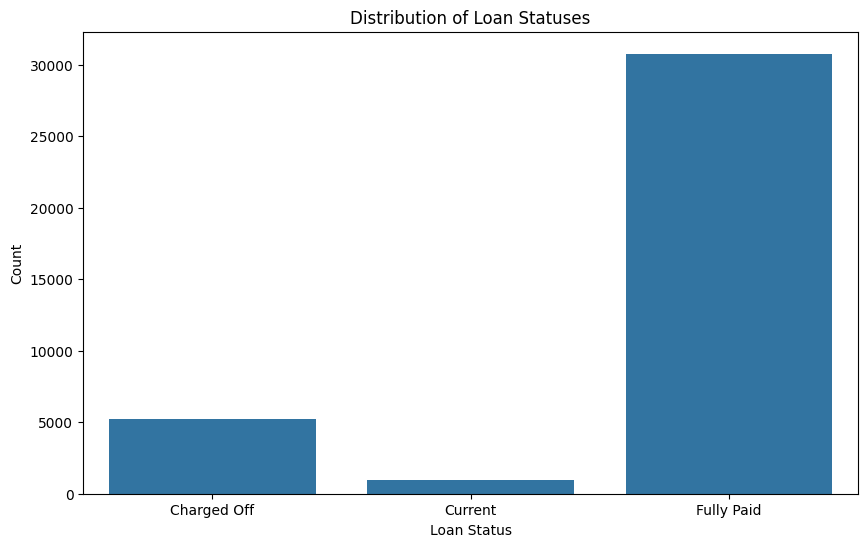 Distribution of Loan Statuses
30000
25000
20000
15000
10000
5000
0
Count
Charged Off Current Fully Paid
Loan Status